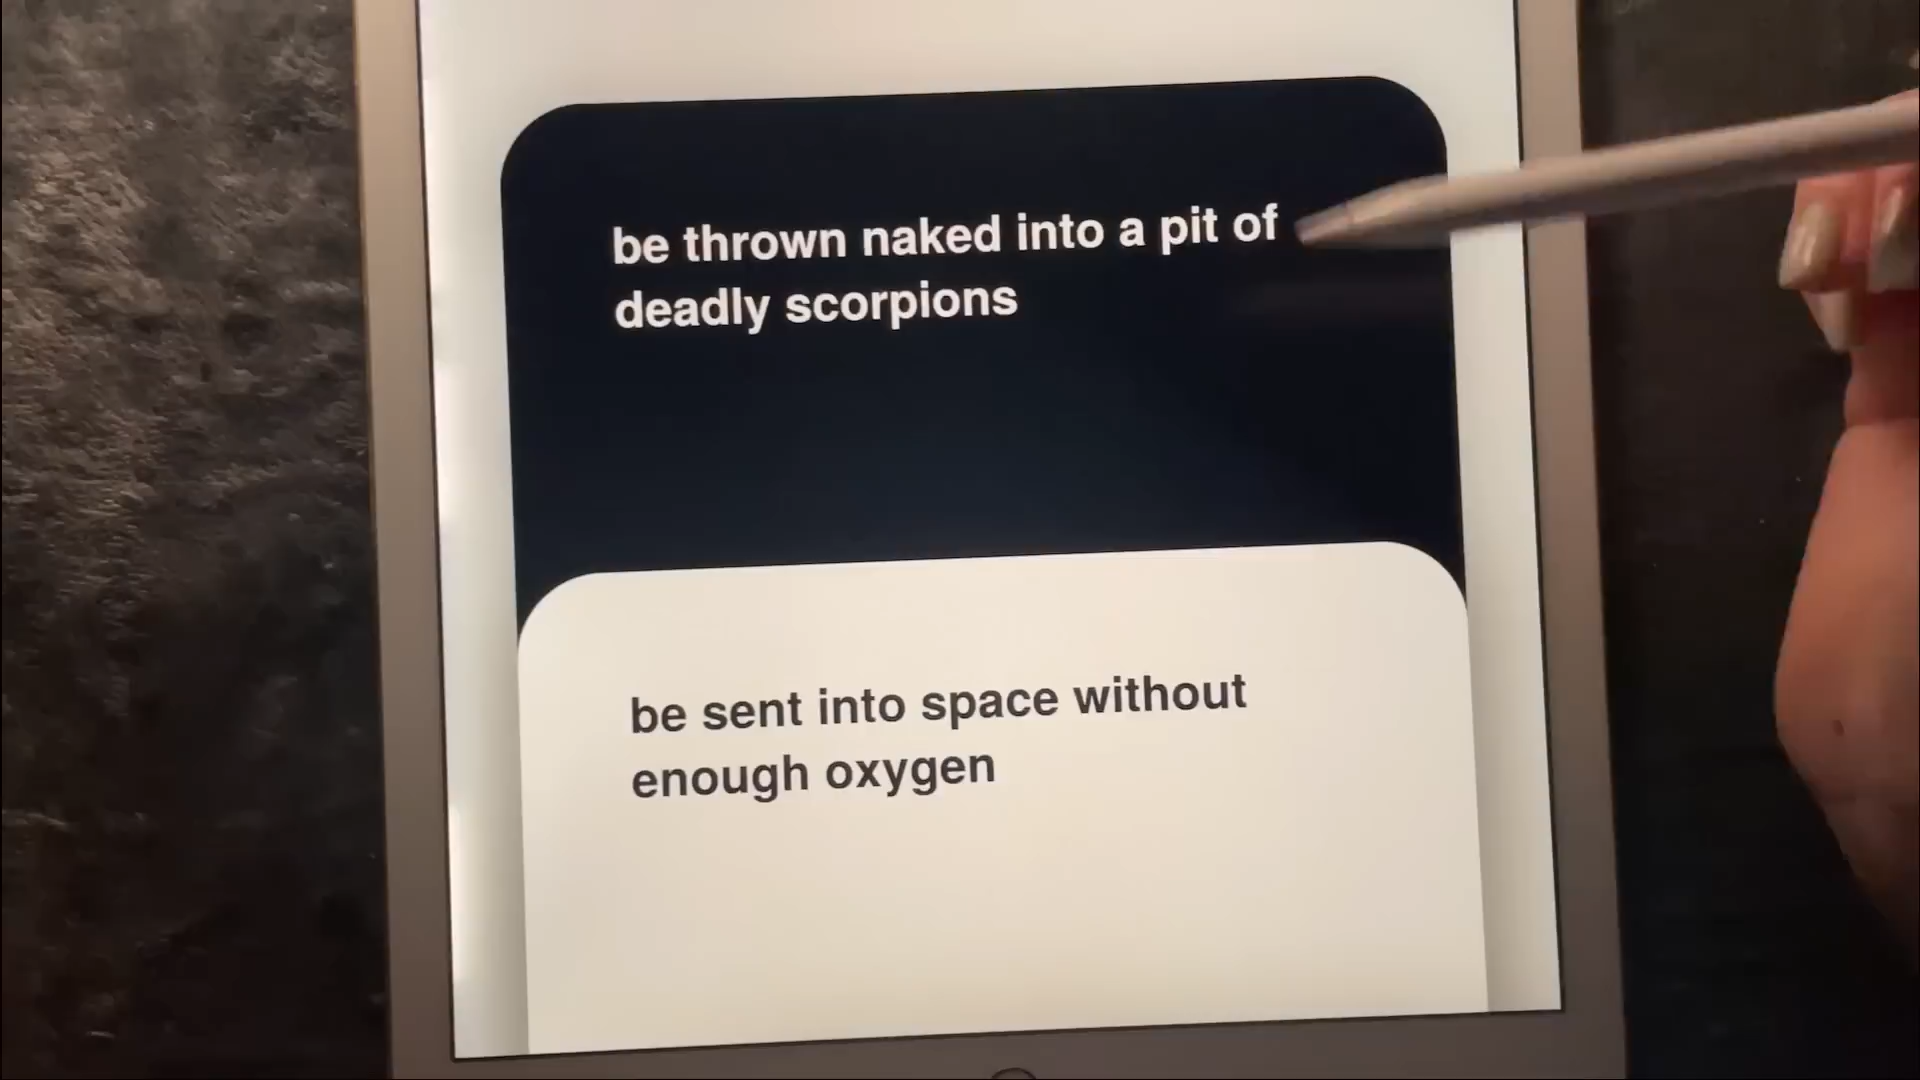 be thrown naked into a pit of
deadly scorpions
be sent into space without
enough oxygen